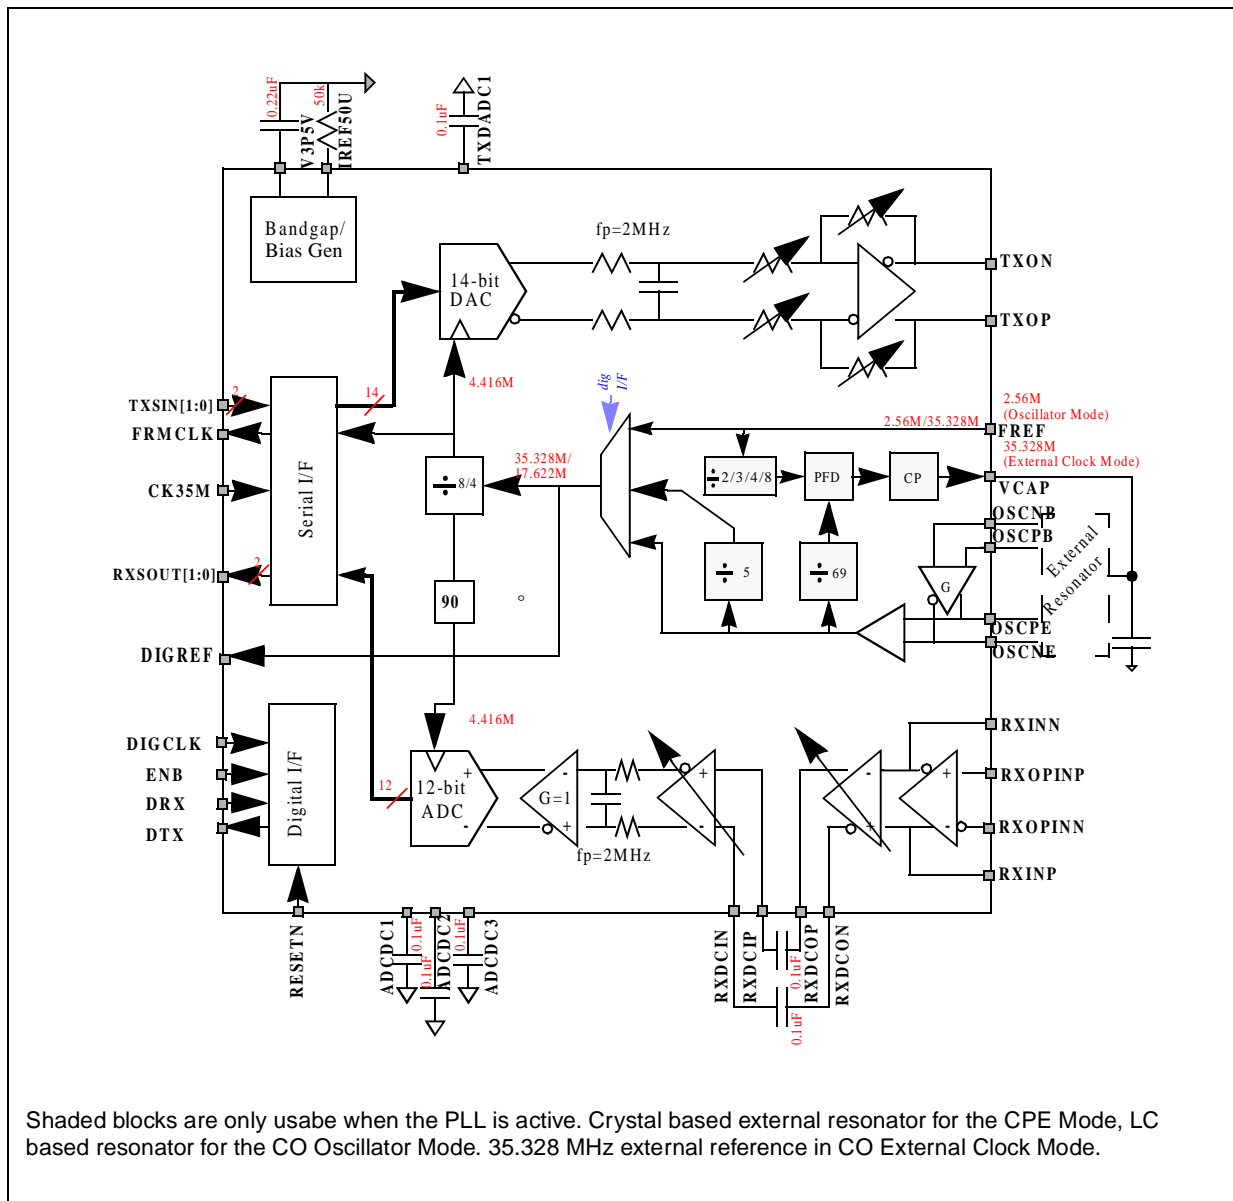 0.22uF
V3P5V
50k
IREF50U
0.1uF
TXDADC1
Bandgap/
Bias Gen
14-bit
DAC
fp=2MHz
TXON
TXOP
4.416M
dig
I/F
TXSIN[1:0]
2
14
FRMCLK
CK35M
RXSOUT[1:0]
2
Serial I/F
÷ 8/4
35.328M/
17.622M
2.56M/35.328M
2.56M
(Oscillator Mode)
FREF
35.328M
(External Clock Mode)
÷ 2/3/4/8
PFD
CP
VCAP
OSCNB
OSCPB
÷ 5
÷ 69
G
External
Resonator
OSCPE
OSCNE
90
°
DIGREF
4.416M
DIGCLK
ENB
DRX
DTX
Digital I/F
12
+
-
12-bit
ADC
G=1
-
+
fp=2MHz
+
-
-
+
+
-
RXINN
RXOPINP
RXOPINN
RXINP
RESETN
ADCDC1
0.1uF
0.1uF
ADCDC2
0.1uF
ADCDC3
RXDCIN
RXDCIP
0.1uF
0.1uF
RXDCOP
RXDCON
Shaded blocks are only usabe when the PLL is active. Crystal based external resonator for the CPE Mode, LC
based resonator for the CO Oscillator Mode. 35.328 MHz external reference in CO External Clock Mode.